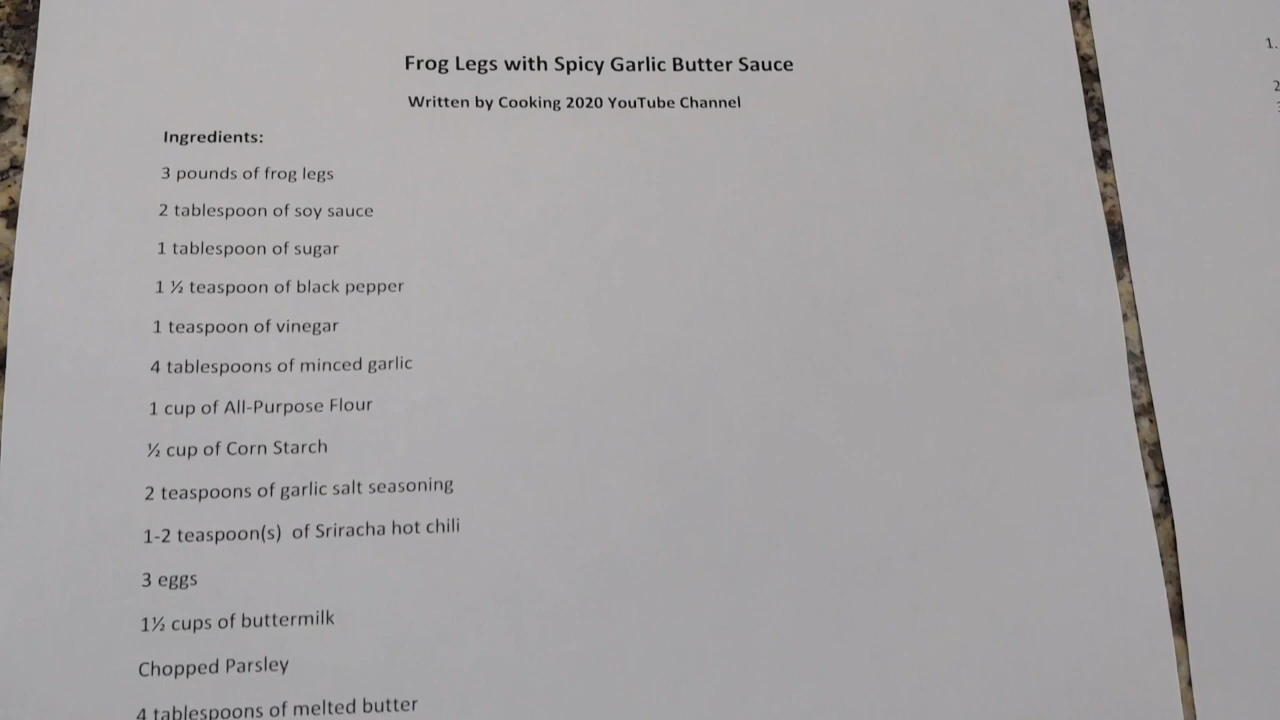 Frog Legs with Spicy Garlic Butter Sauce
Written by Cooking 2020 YouTube Channel
Ingredients:
3 pounds of frog legs
2 tablespoon of soy sauce
1 tablespoon of sugar
1 ½ teaspoon of black pepper
1 teaspoon of vinegar
4 tablespoons of minced garlic
1 cup of All-Purpose Flour
½ cup of Corn Starch
2 teaspoons of garlic salt seasoning
1-2 teaspoon(s)  of Sriracha hot chili
3 eggs
1½ cups of buttermilk
Chopped Parsley
4 tablespoons of melted butter
1.
2